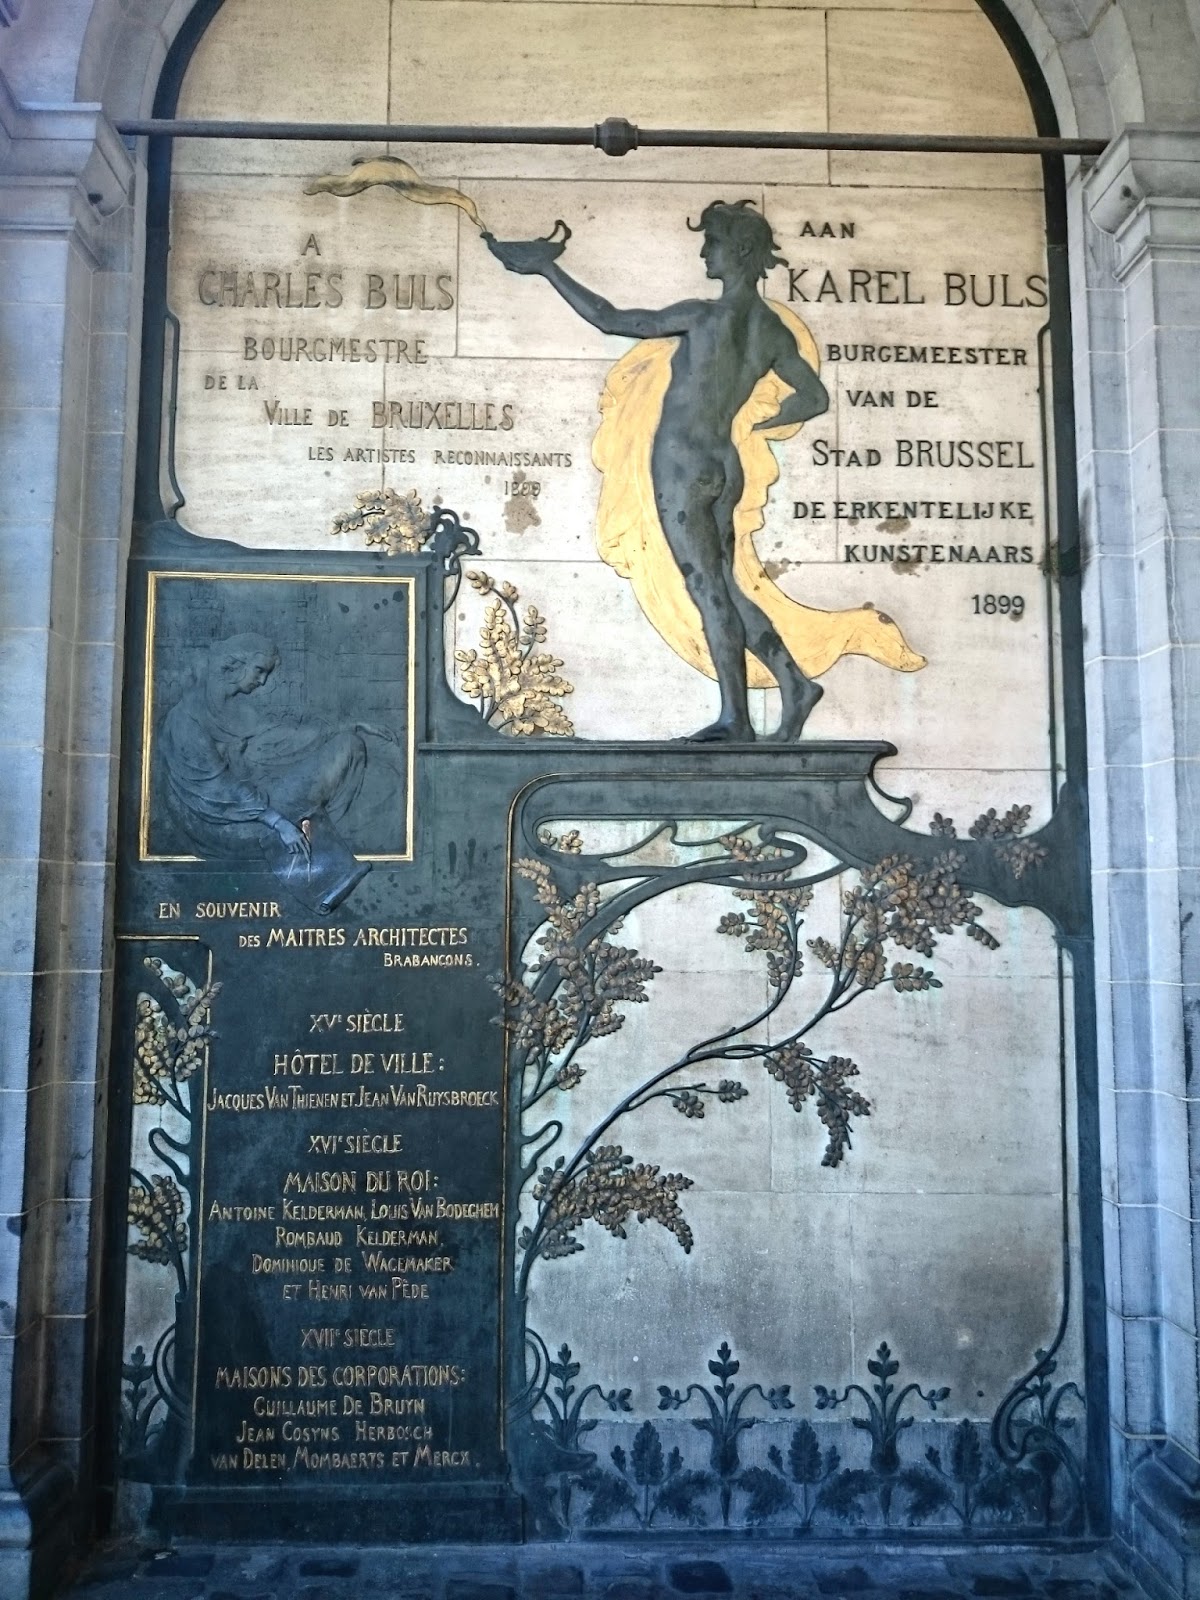 A
CHARLES BULS
BOURGMESTRE
DE LA
VILLE DE BRUXELLES
LES ARTISTES RECONNAISSANTS
1899
AAN
KAREL BULS
BURGEMEESTER
VAN DE
STAD BRUSSEL
DE ERKENTELIJKE
KUNSTENAARS
1899
EN SOUVENIR
DES MAITRES ARCHITECTES
BRABANÇONS.
XVE SIÈCLE
HÔTEL DE VILLE:
JACQUES VAN THIENEN ET JEAN VAN RUYSBROECK
XVIE SIÈCLE
MAISON DU ROI:
ANTOINE KELDERMAN, LOUIS VAN BODEGHEM
ROMBAUD KELDERMAN,
DOMINIQUE DE WAGEMAKER
ET HENRI VAN PÈDE
XVIIE SIÈCLE
MAISONS DES CORPORATIONS:
GUILLAUME DE BRUYN
JEAN COSYNS HERBOSCH
VAN DELEN, MOMBAERTS ET MERCX.